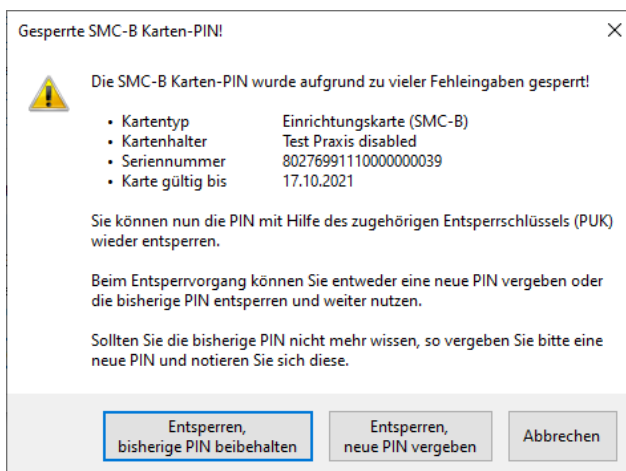 Gesperrte SMC-B Karten-PIN!
Die SMC-B Karten-PIN wurde aufgrund zu vieler Fehleingaben gesperrt!
• Kartentyp Einrichtungskarte (SMC-B)
• Kartenhalter Test Praxis disabled
• Seriennummer 80276991110000000039
• Karte gültig bis 17.10.2021
Sie können nun die PIN mit Hilfe des zugehörigen Entsperrschlüssels (PUK)
wieder entsperren.
Beim Entsperrvorgang können Sie entweder eine neue PIN vergeben oder
die bisherige PIN entsperren und weiter nutzen.
Sollten Sie die bisherige PIN nicht mehr wissen, so vergeben Sie bitte eine
neue PIN und notieren Sie sich diese.
Entsperren,
bisherige PIN beibehalten
Entsperren,
neue PIN vergeben
Abbrechen